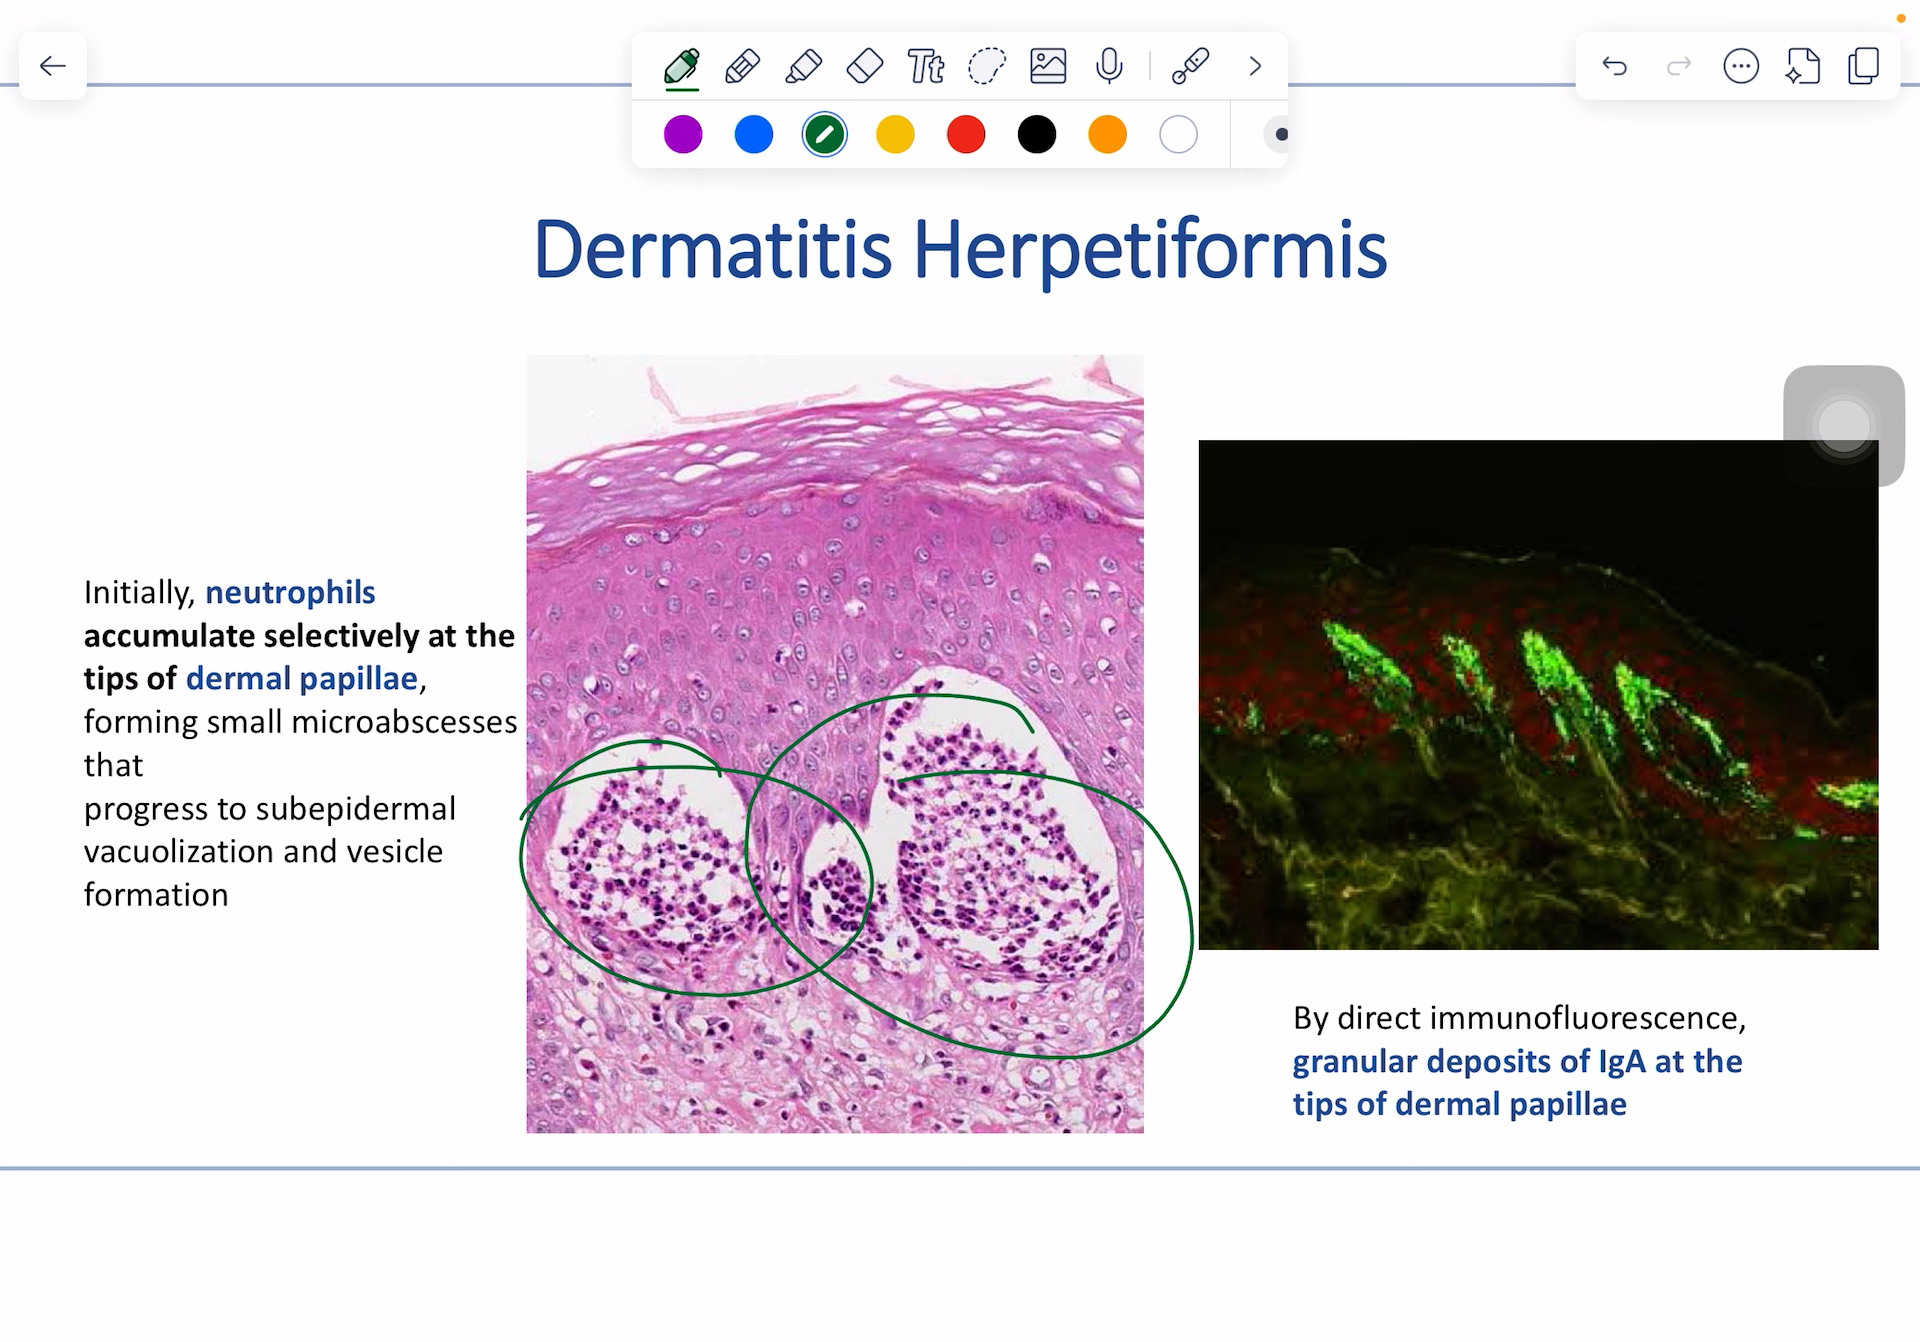 Tt
Dermatitis Herpetiformis
Initially, neutrophils
accumulate selectively at the
tips of dermal papillae,
forming small microabscesses
that
progress to subepidermal
vacuolization and vesicle
formation
By direct immunofluorescence,
granular deposits of IgA at the
tips of dermal papillae